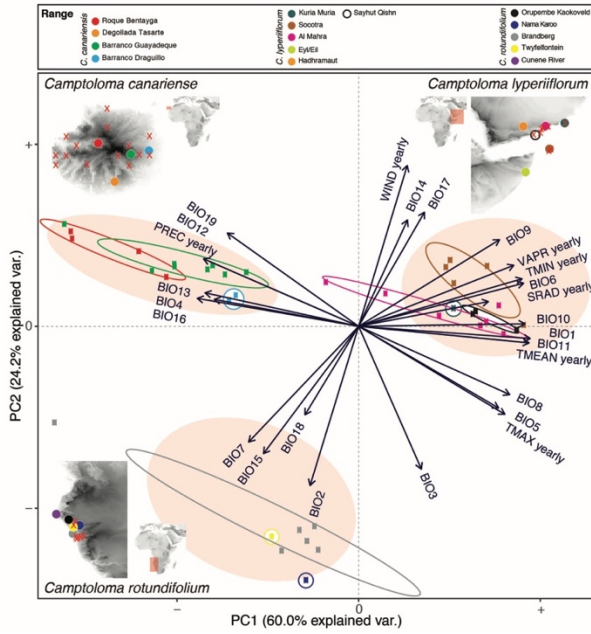 Range
C. canariensis
Roque Bentayga
Degollada Tasarte
Barranco Guayadeque
Barranco Draguillo
C. lyperiiflorum
Kuria Muria
Socotra
Al Mahra
Eyl/Eil
Hadhramaut
Sayhut Qishn
C. rotundifolium
Orupembe Kaokoveld
Nama Karoo
Brandberg
Twyfelfontein
Cunene River
Camptoloma canariense
Camptoloma lyperiiflorum
WIND yearly
BIO14
BIO17
BIO19
BIO12
PREC yearly
BIO9
VAPR yearly
TMIN yearly
BIO6
SRAD yearly
BIO13
BIO4
BIO16
BIO10
BIO1
BIO11
TMEAN yearly
BIO8
BIO5
TMAX yearly
BIO7
BIO15
BIO18
BIO2
BIO3
Camptoloma rotundifolium
PC2 (24.2% explained var.)
+
0
−
− 0 +
PC1 (60.0% explained var.)